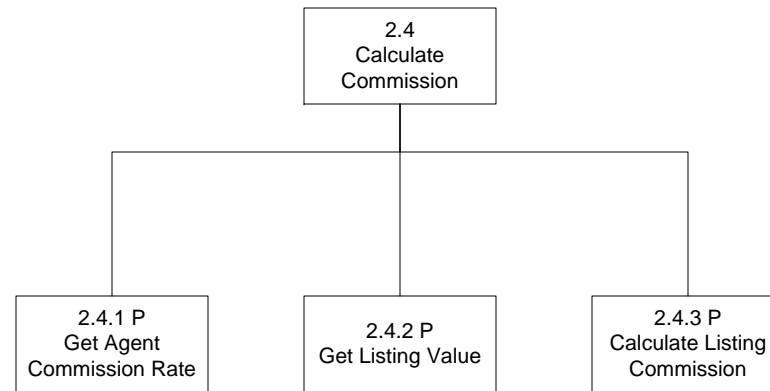 2.4
Calculate
Commission
2.4.1 P
Get Agent
Commission Rate
2.4.2 P
Get Listing Value
2.4.3 P
Calculate Listing
Commission